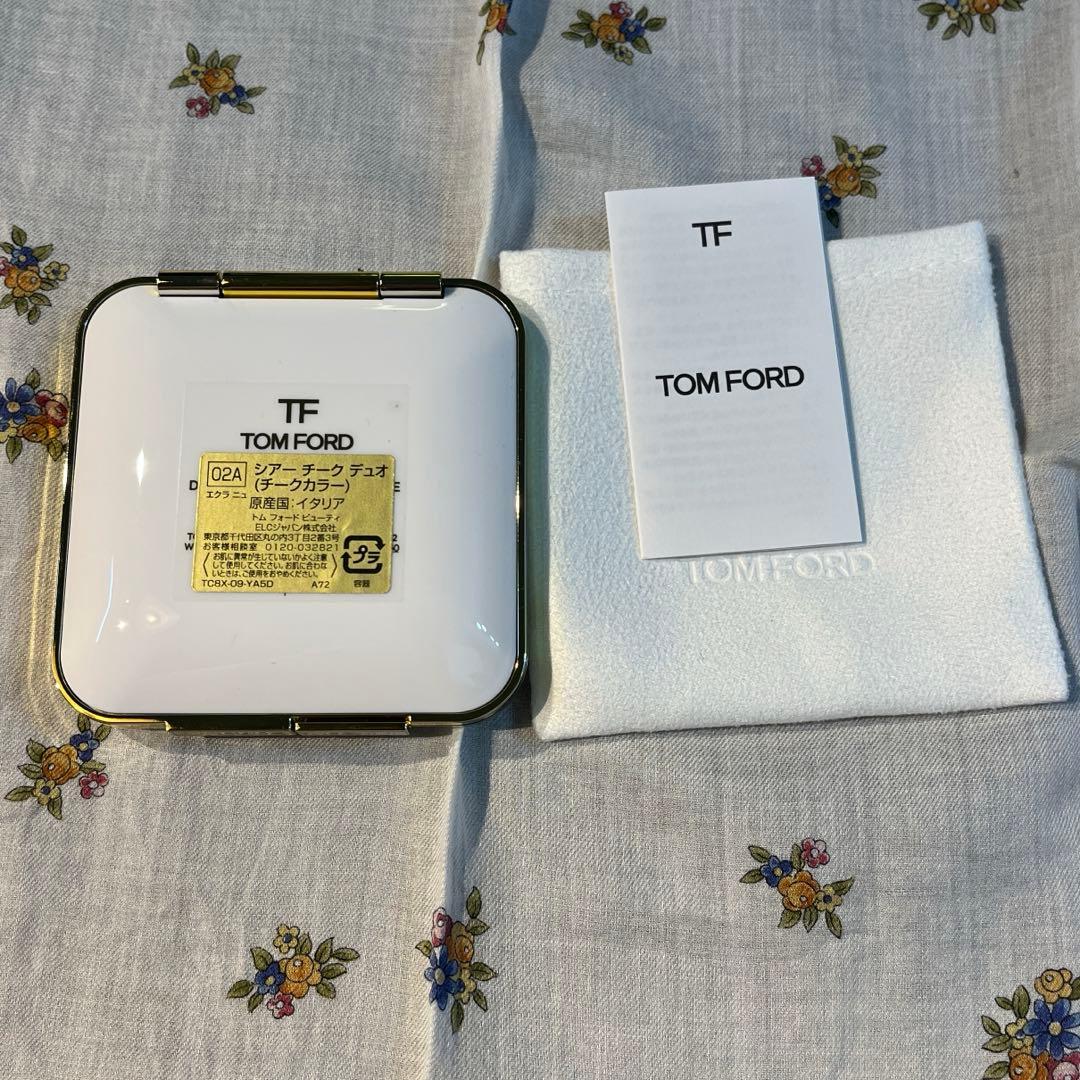 TF
TOM FORD
02A
エクラ ニュ
シアー チーク デュオ
(チークカラー)
原産国:イタリア
トム フォード ビューティ
ELCジャパン株式会社
東京都千代田区丸の内3丁目2番3号
お客様相談室 0120-032821
お肌に異常が生じていないかよく注意
して使用してください。お肌に合わな
いときは、ご使用をおやめください。
TC8X-09-YA5D A72
プラ
容器
TF
TOM FORD
TOM FORD